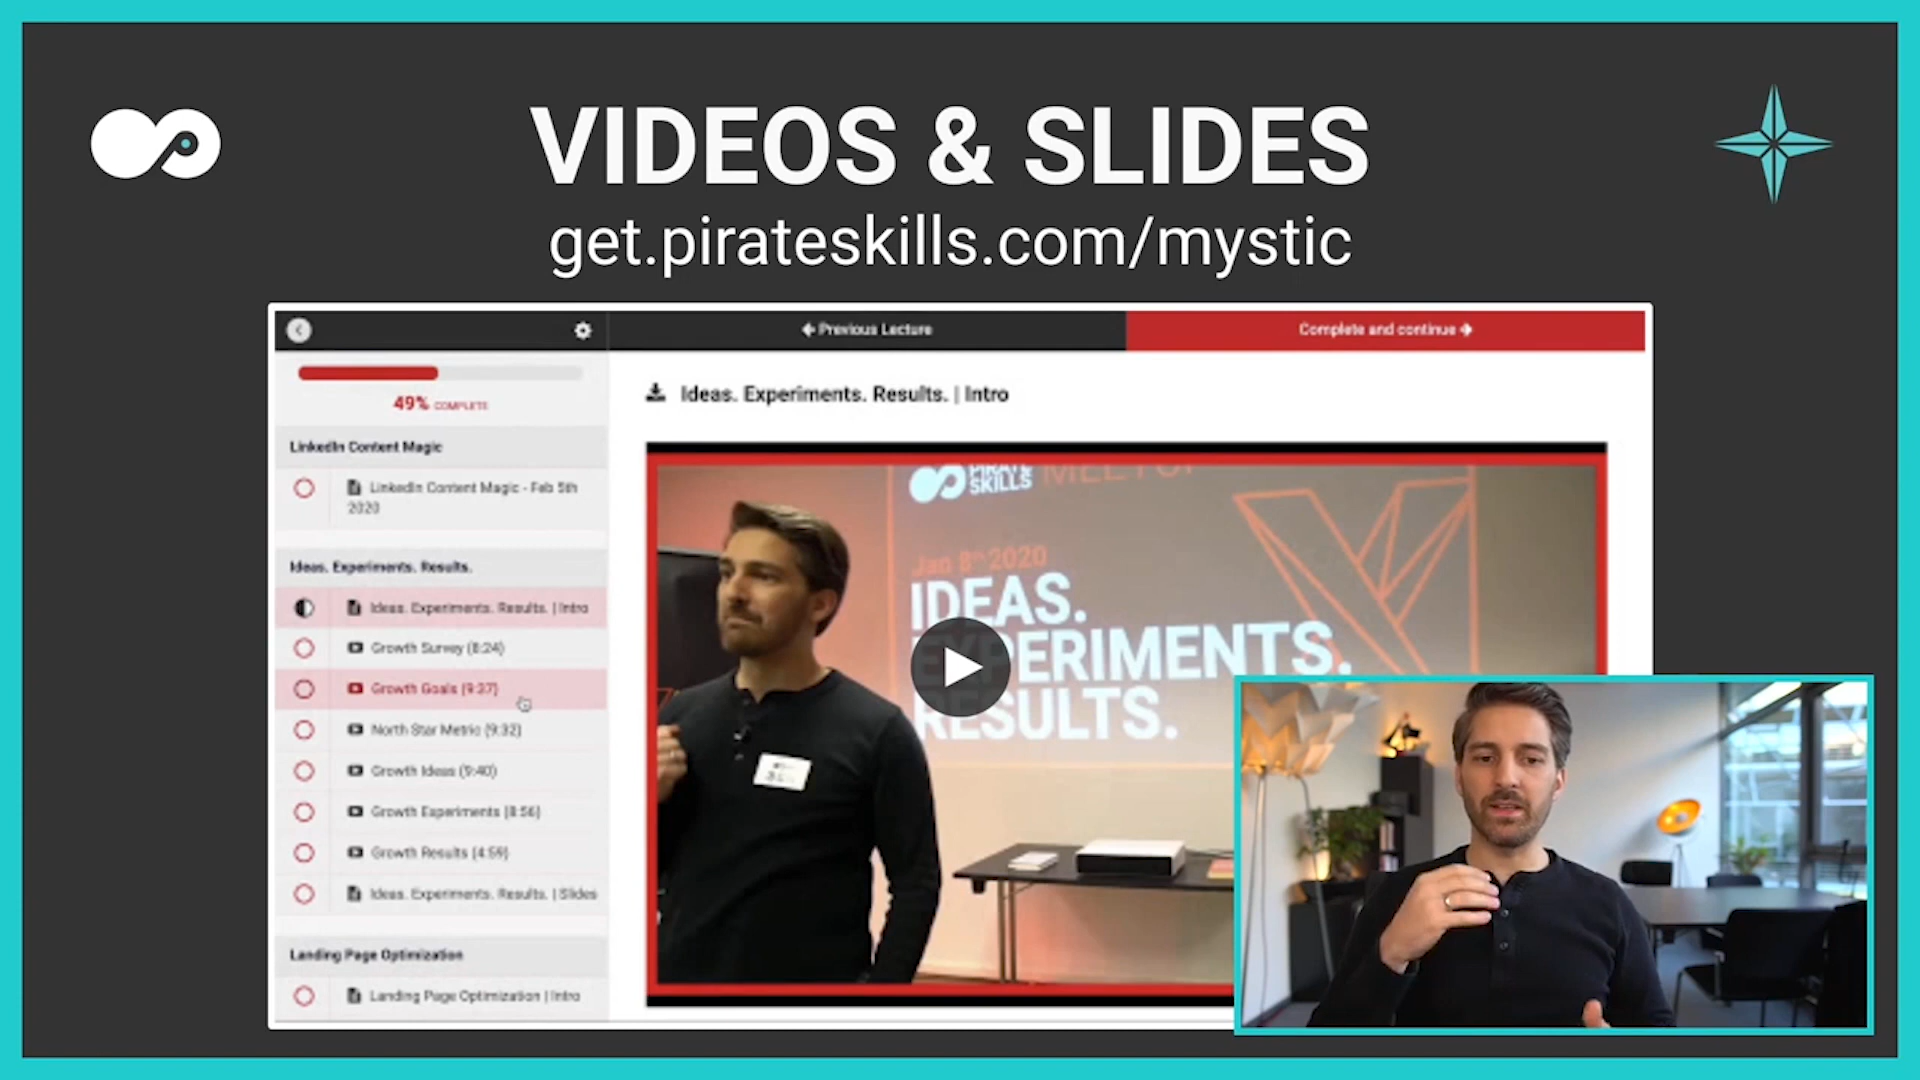 VIDEOS & SLIDES
get.pirateskills.com/mystic
Previous Lecture
Complete and continue
49% COMPLETE
LinkedIn Content Magic
LinkedIn Content Magic - Feb 5th
2020
Ideas. Experiments. Results.
Ideas. Experiments. Results. | Intro
Growth Survey (8:24)
Growth Goals (9:37)
North Star Metric (9:32)
Growth Ideas (9:40)
Growth Experiments (8:56)
Growth Results (4:59)
Ideas. Experiments. Results. | Slides
Landing Page Optimization
Landing Page Optimization | Intro
Ideas. Experiments. Results. | Intro
PIRATE
SKILLS
MEETUP
Jan 8th 2020
IDEAS.
EXPERIMENTS.
RESULTS.